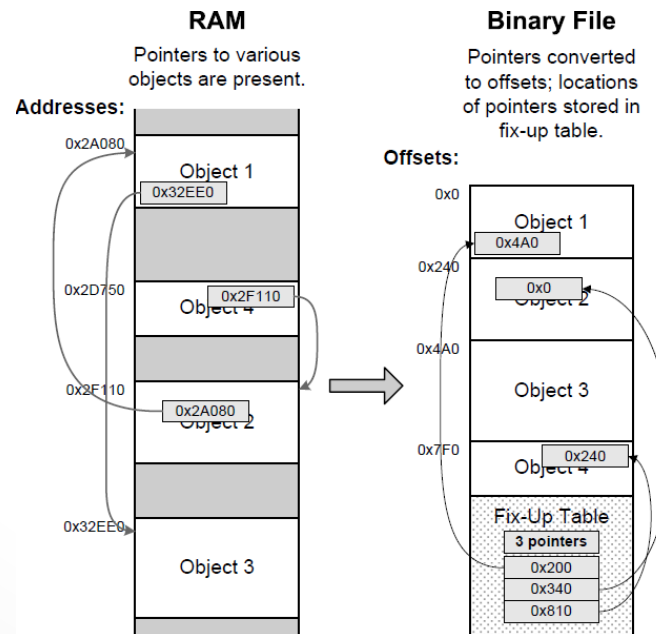 RAM
Pointers to various
objects are present.
Addresses:
0x2A080
Object 1
0x32EE0
0x2D750
0x2F110
Object 4
0x2F110
0x2A080
Object 2
0x32EE0
Object 3
Binary File
Pointers converted
to offsets; locations
of pointers stored in
fix-up table.
Offsets:
0x0
Object 1
0x4A0
0x240
0x0
Object 2
0x4A0
Object 3
0x7F0
0x240
Object 4
Fix-Up Table
3 pointers
0x200
0x340
0x810